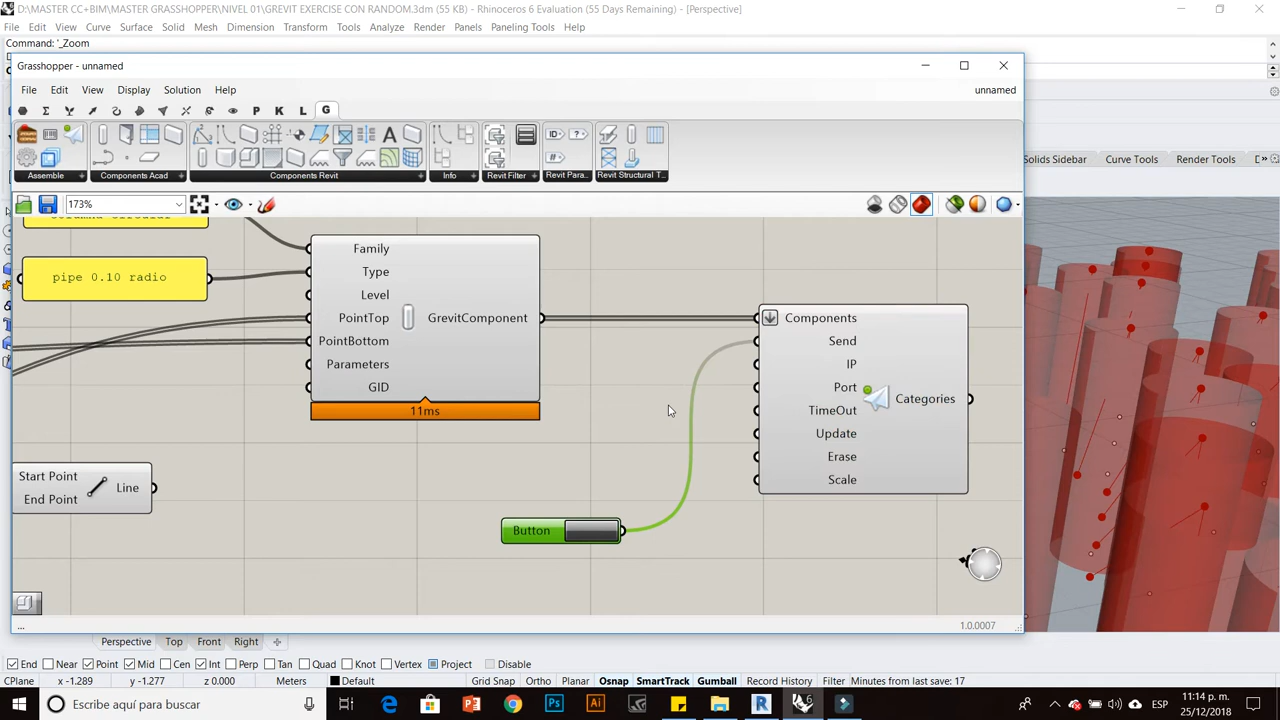 D:\MASTER CC+BIM\MASTER GRASSHOPPER\NIVEL 01\GREVIT EXERCISE CON RANDOM.3dm (55 KB) - Rhinoceros 6 Evaluation (55 Days Remaining) - [Perspective]
File Edit View Curve Surface Solid Mesh Dimension Transform Tools Analyze Render Panels Paneling Tools Help
Command: '_Zoom
Grasshopper - unnamed
File Edit View Display Solution Help
unnamed
P K L G
Assemble Components Acad Components Revit Info Revit Filter Revit Para... Revit Structural T...
Solids Sidebar Curve Tools Render Tools D
173%
pipe 0.10 radio
Family
Type
Level
PointTop
PointBottom
Parameters
GID
GrevitComponent
11ms
Components
Send
IP
Port
TimeOut
Update
Erase
Scale
Categories
Start Point
End Point
Line
Button
...
1.0.0007
Perspective Top Front Right
End Near Point Mid Cen Int Perp Tan Quad Knot Vertex Project Disable
CPlane x -1.289 y -1.277 z 0.000 Meters Default Grid Snap Ortho Planar Osnap SmartTrack Gumball Record History Filter Minutes from last save: 17
Escribe aquí para buscar
ESP
11:14 p. m.
25/12/2018